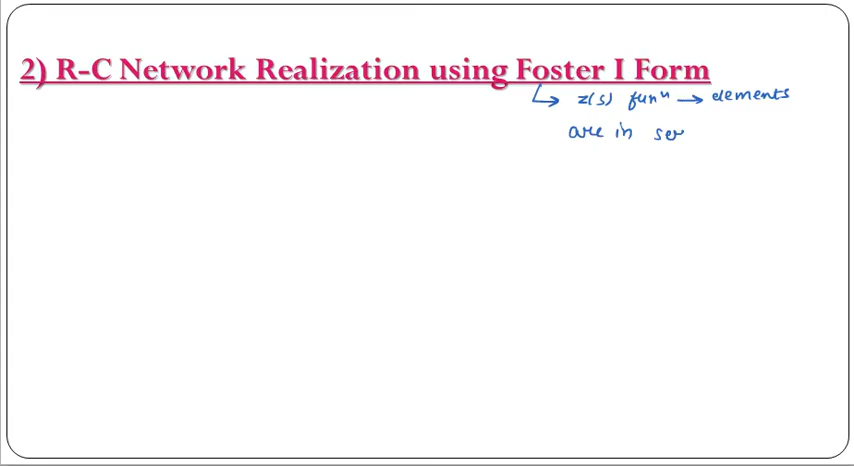 2) R-C Network Realization using Foster I Form
↳ z(s) funⁿ → elements
are in ser